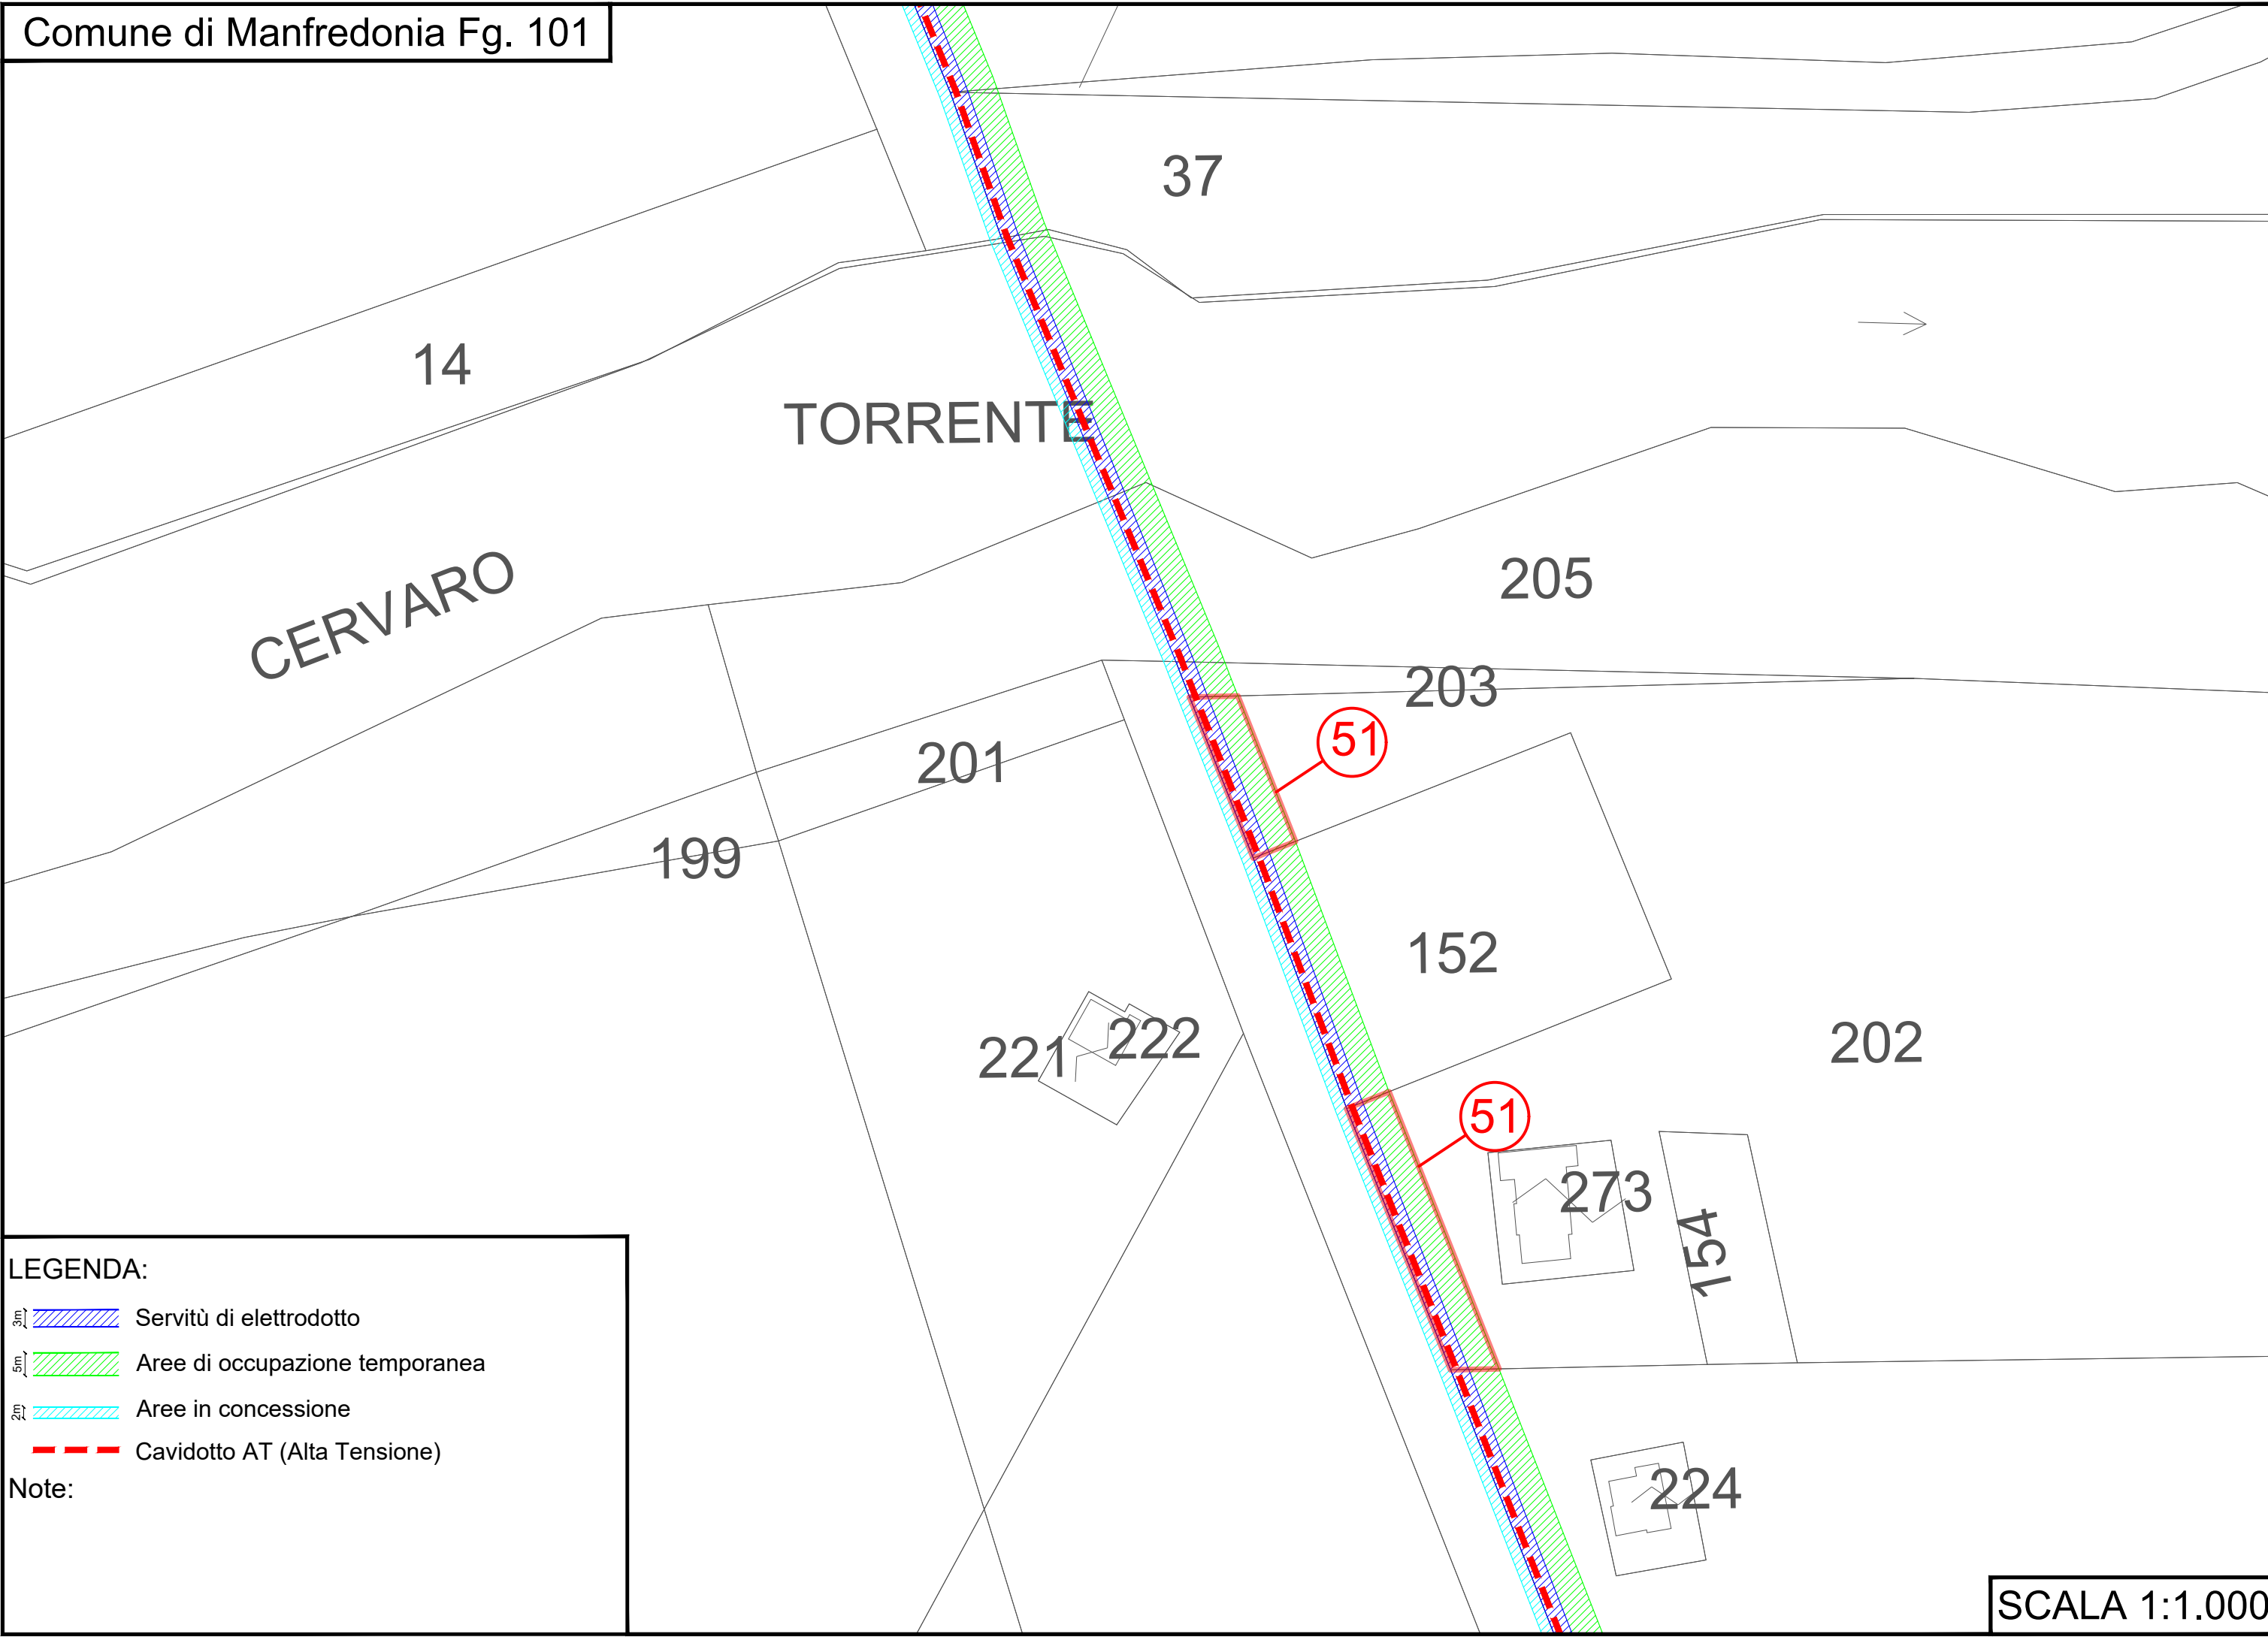 Comune di Manfredonia Fg. 101
37
14
TORRENTE
CERVARO
205
203
51
201
199
152
202
221
222
51
273
154
224
LEGENDA:
3m Servitù di elettrodotto
5m Aree di occupazione temporanea
2m Aree in concessione
Cavidotto AT (Alta Tensione)
Note:
SCALA 1:1.000